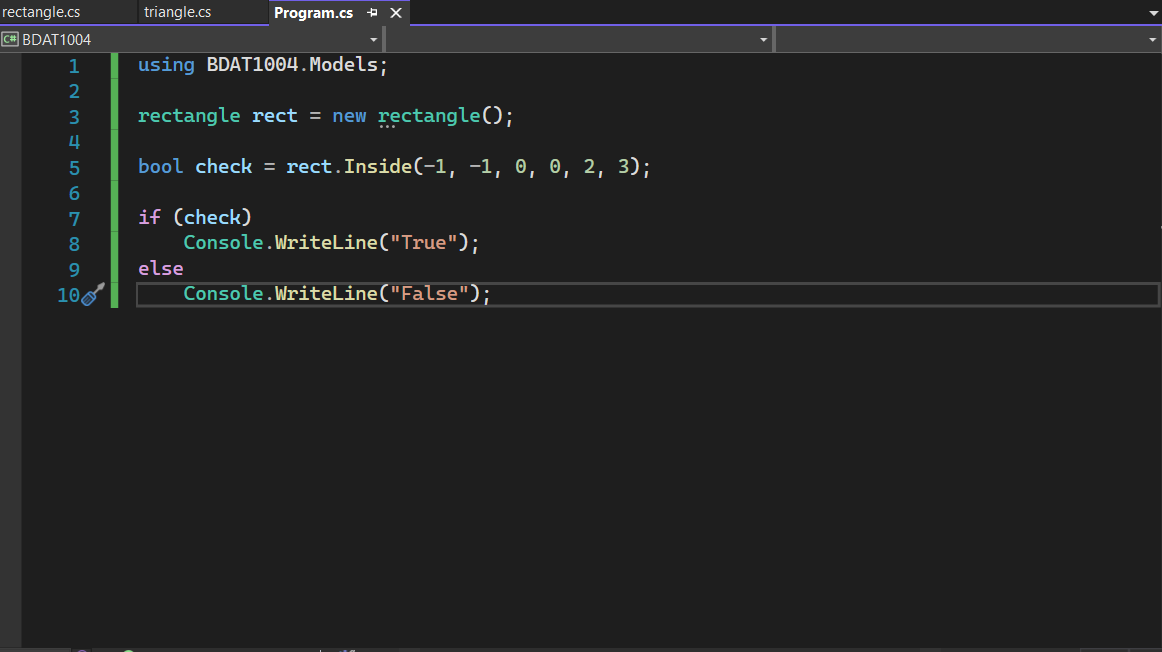 rectangle.cs triangle.cs Program.cs
C# BDAT1004
1 using BDAT1004.Models;
2
3 rectangle rect = new rectangle();
4
5 bool check = rect.Inside(-1, -1, 0, 0, 2, 3);
6
7 if (check)
8 Console.WriteLine("True");
9 else
10 Console.WriteLine("False");